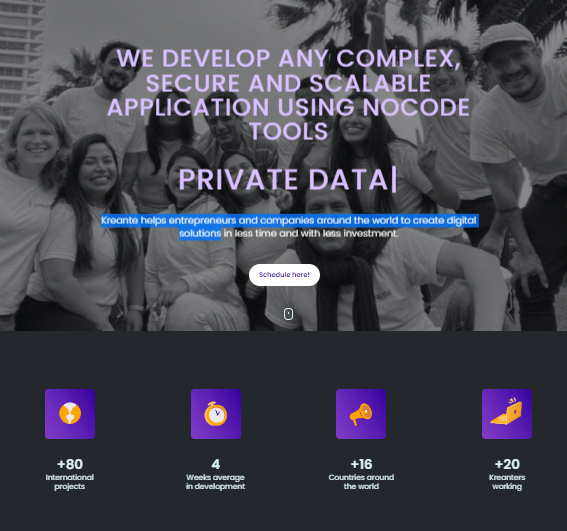 WE DEVELOP ANY COMPLEX,
SECURE AND SCALABLE
APPLICATION USING NOCODE
TOOLS
PRIVATE DATA|
Kreante helps entrepreneurs and companies around the world to create digital
solutions in less time and with less investment.
Schedule here!
+80
International
projects
4
Weeks average
in development
+16
Countries around
the world
+20
Kreanters
working